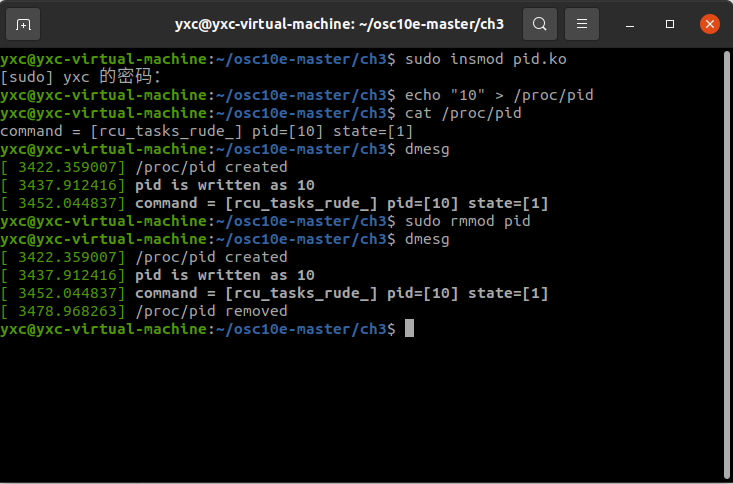 yxc@yxc-virtual-machine: ~/osc10e-master/ch3
yxc@yxc-virtual-machine:~/osc10e-master/ch3$ sudo insmod pid.ko
[sudo] yxc 的密码：
yxc@yxc-virtual-machine:~/osc10e-master/ch3$ echo "10" > /proc/pid
yxc@yxc-virtual-machine:~/osc10e-master/ch3$ cat /proc/pid
command = [rcu_tasks_rude_] pid=[10] state=[1]
yxc@yxc-virtual-machine:~/osc10e-master/ch3$ dmesg
[ 3422.359007] /proc/pid created
[ 3437.912416] pid is written as 10
[ 3452.044837] command = [rcu_tasks_rude_] pid=[10] state=[1]
yxc@yxc-virtual-machine:~/osc10e-master/ch3$ sudo rmmod pid
yxc@yxc-virtual-machine:~/osc10e-master/ch3$ dmesg
[ 3422.359007] /proc/pid created
[ 3437.912416] pid is written as 10
[ 3452.044837] command = [rcu_tasks_rude_] pid=[10] state=[1]
[ 3478.968263] /proc/pid removed
yxc@yxc-virtual-machine:~/osc10e-master/ch3$